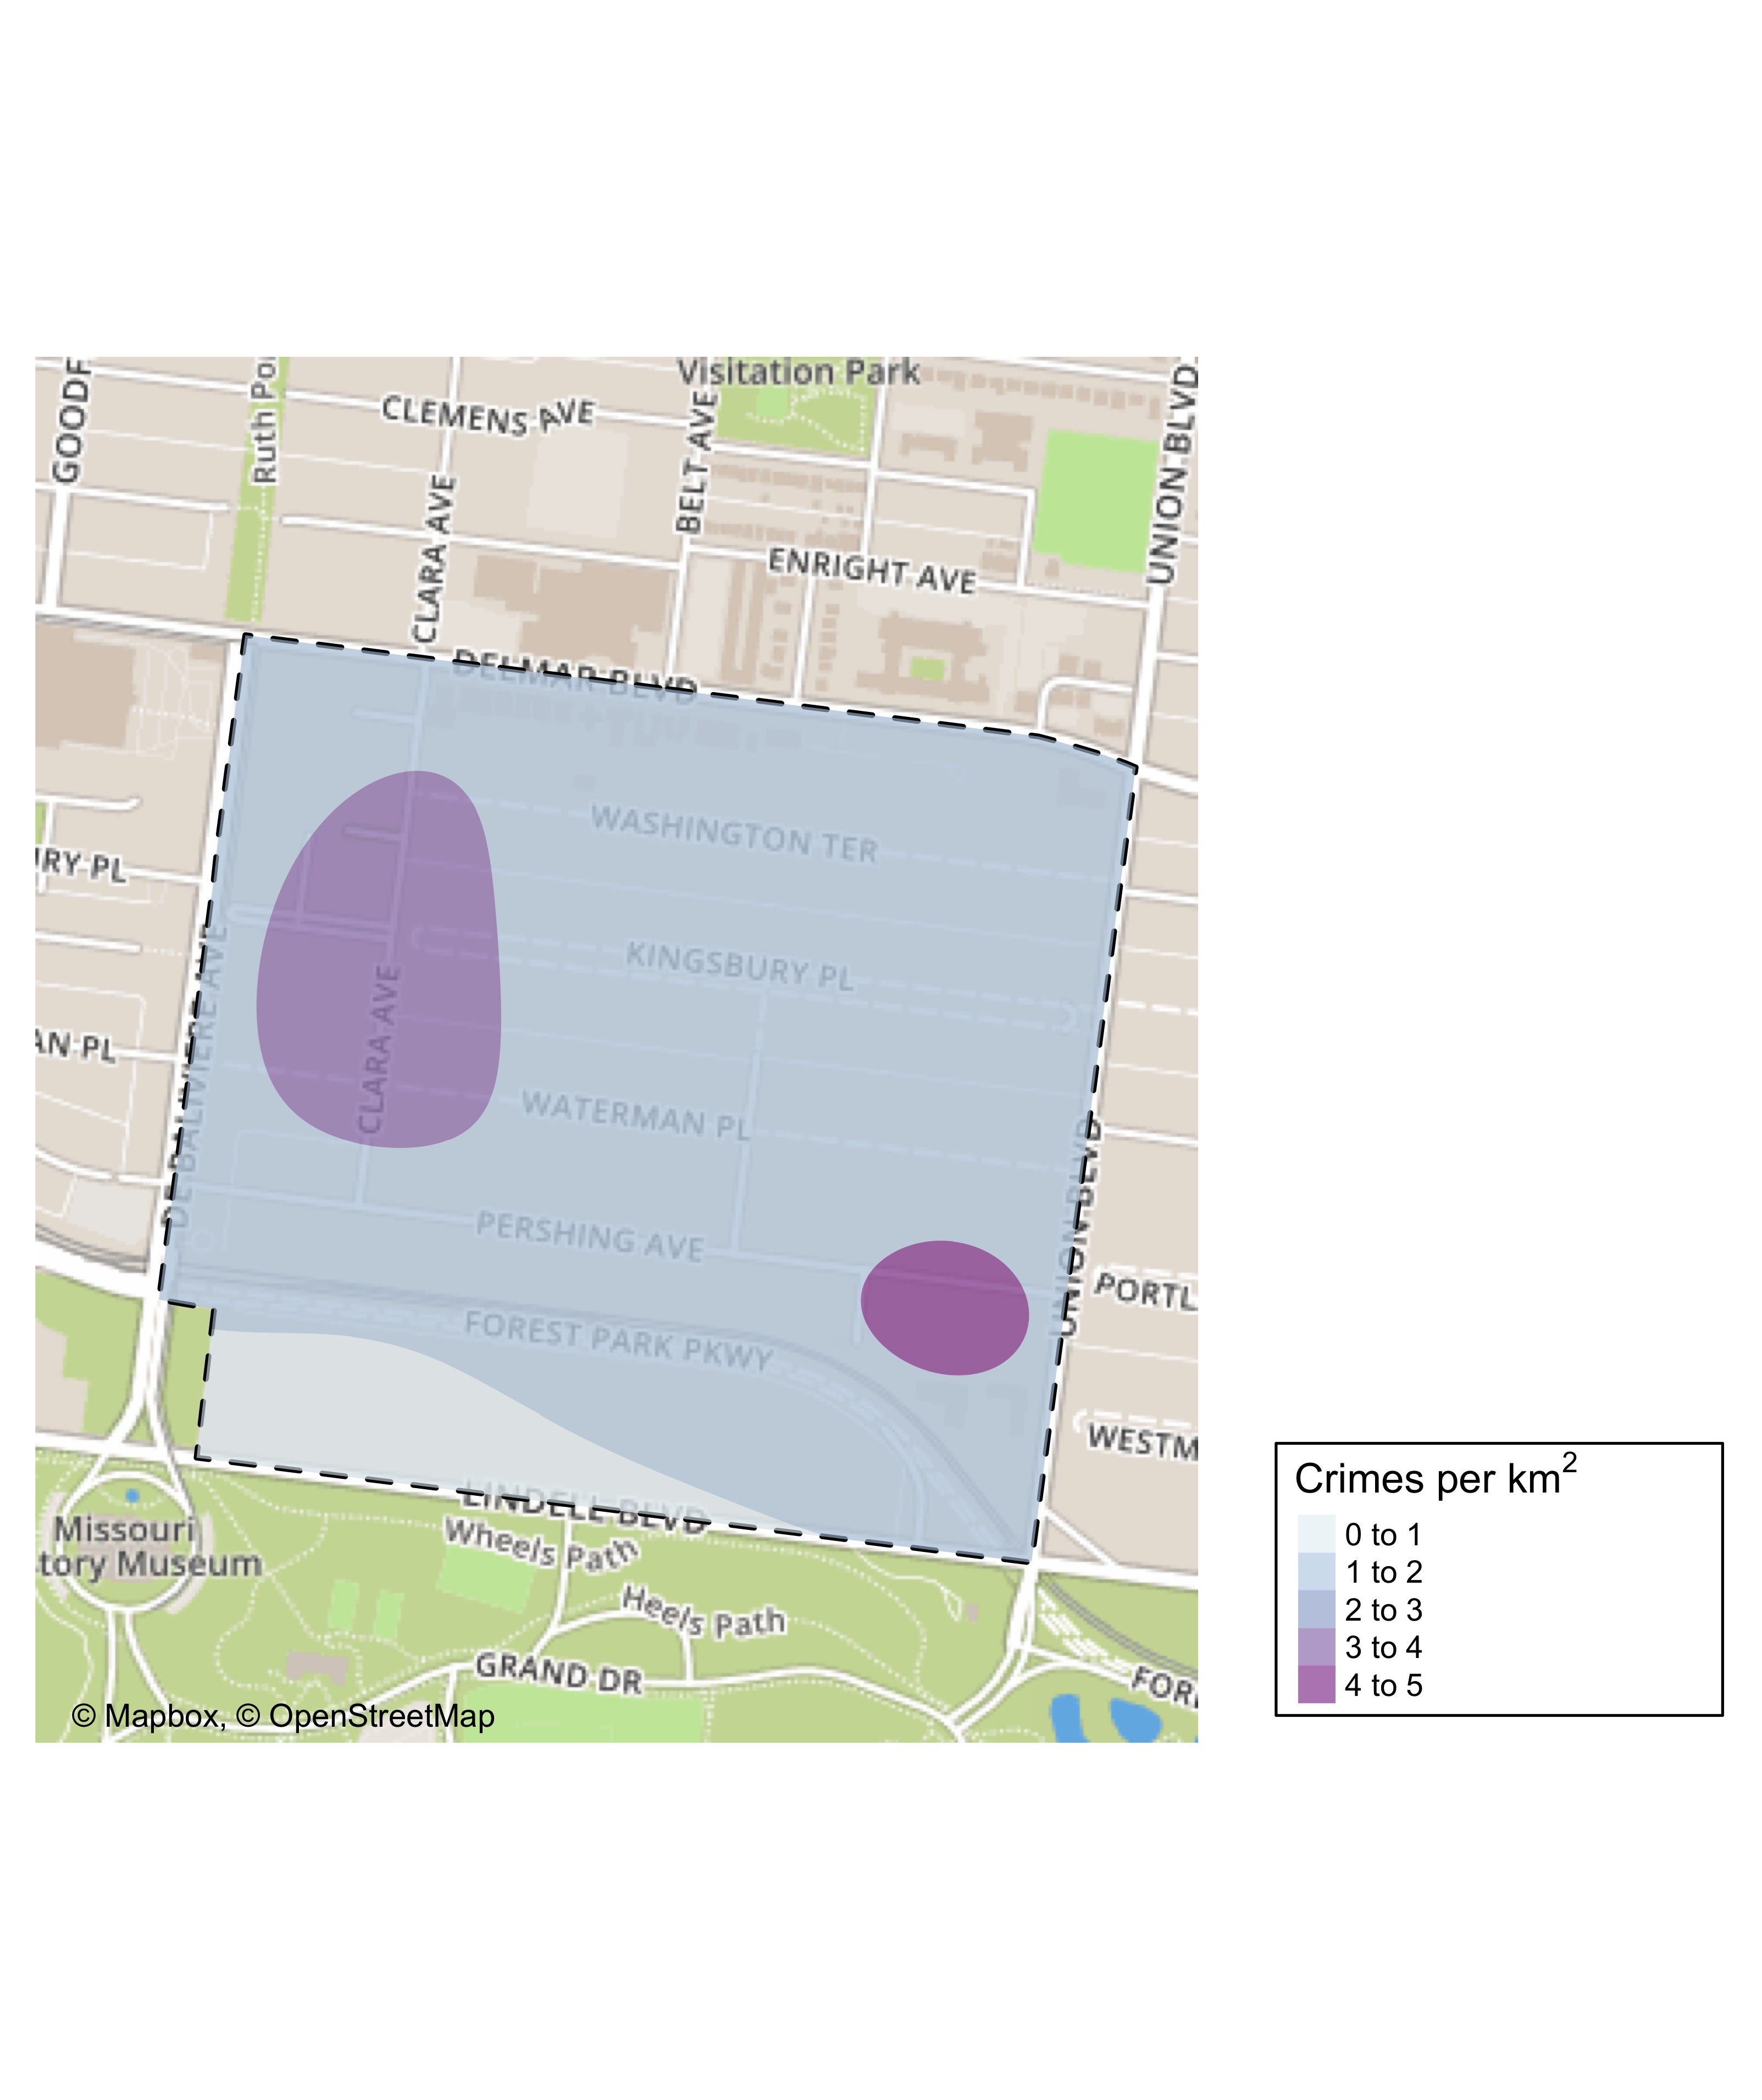 Visitation Park
GOODF
Ruth Po
CLEMENS AVE
BELT AVE
UNION BLVD
CLARA AVE
ENRIGHT AVE
DELMAR BLVD
WASHINGTON TER
RY PL
KINGSBURY PL
DE BALIVIERE AVE
CLARA AVE
AN PL
WATERMAN PL
UNION BLVD
PERSHING AVE
PORTL
FOREST PARK PKWY
WESTM
LINDELL BLVD
Missouri
tory Museum
Wheels Path
Heels Path
GRAND DR
FOR
© Mapbox, © OpenStreetMap
Crimes per km²
0 to 1
1 to 2
2 to 3
3 to 4
4 to 5